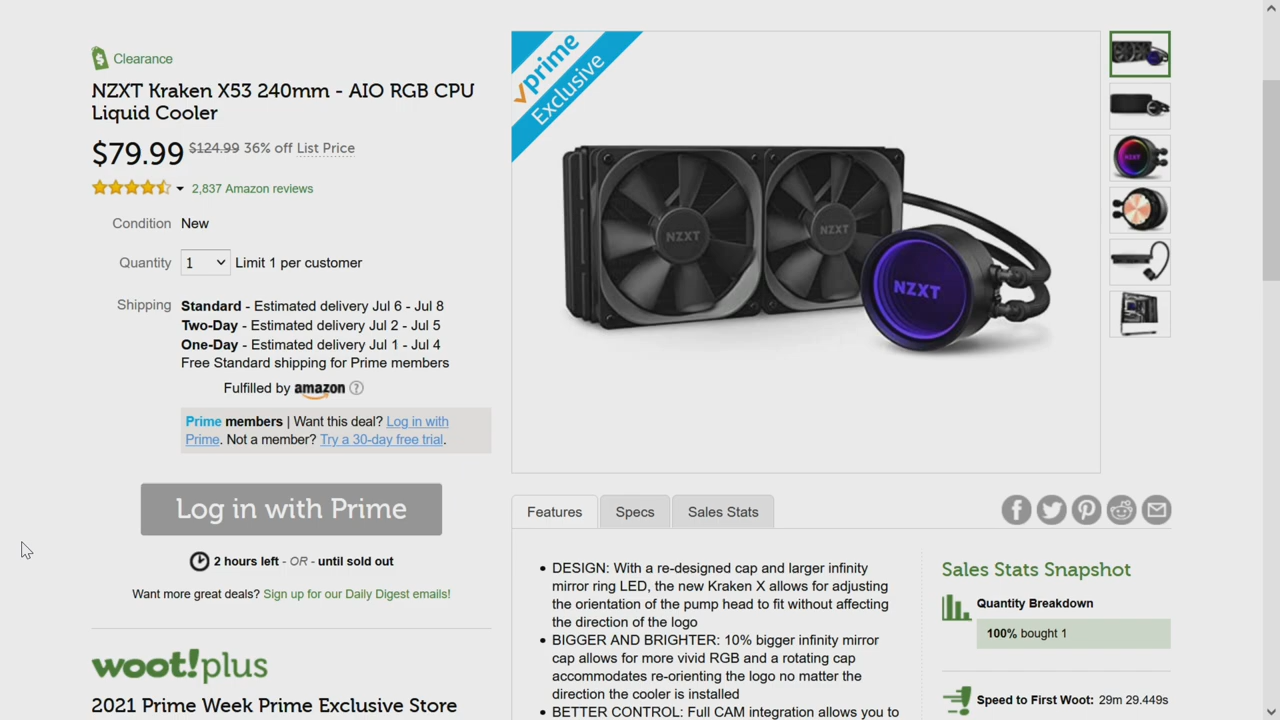 Clearance
NZXT Kraken X53 240mm - AIO RGB CPU
Liquid Cooler
$79.99 $124.99 36% off List Price
2,837 Amazon reviews
Condition New
Quantity 1 Limit 1 per customer
Shipping Standard - Estimated delivery Jul 6 - Jul 8
Two-Day - Estimated delivery Jul 2 - Jul 5
One-Day - Estimated delivery Jul 1 - Jul 4
Free Standard shipping for Prime members
Fulfilled by amazon ?
Prime members | Want this deal? Log in with
Prime. Not a member? Try a 30-day free trial.
Log in with Prime
2 hours left - OR - until sold out
Want more great deals? Sign up for our Daily Digest emails!
woot!plus
2021 Prime Week Prime Exclusive Store
prime
Exclusive
NZXT
NZXT
NZXT
NZXT
Features
Specs
Sales Stats
• DESIGN: With a re-designed cap and larger infinity
mirror ring LED, the new Kraken X allows for adjusting
the orientation of the pump head to fit without affecting
the direction of the logo
• BIGGER AND BRIGHTER: 10% bigger infinity mirror
cap allows for more vivid RGB and a rotating cap
accommodates re-orienting the logo no matter the
direction the cooler is installed
• BETTER CONTROL: Full CAM integration allows you to
Sales Stats Snapshot
Quantity Breakdown
100% bought 1
Speed to First Woot: 29m 29.449s